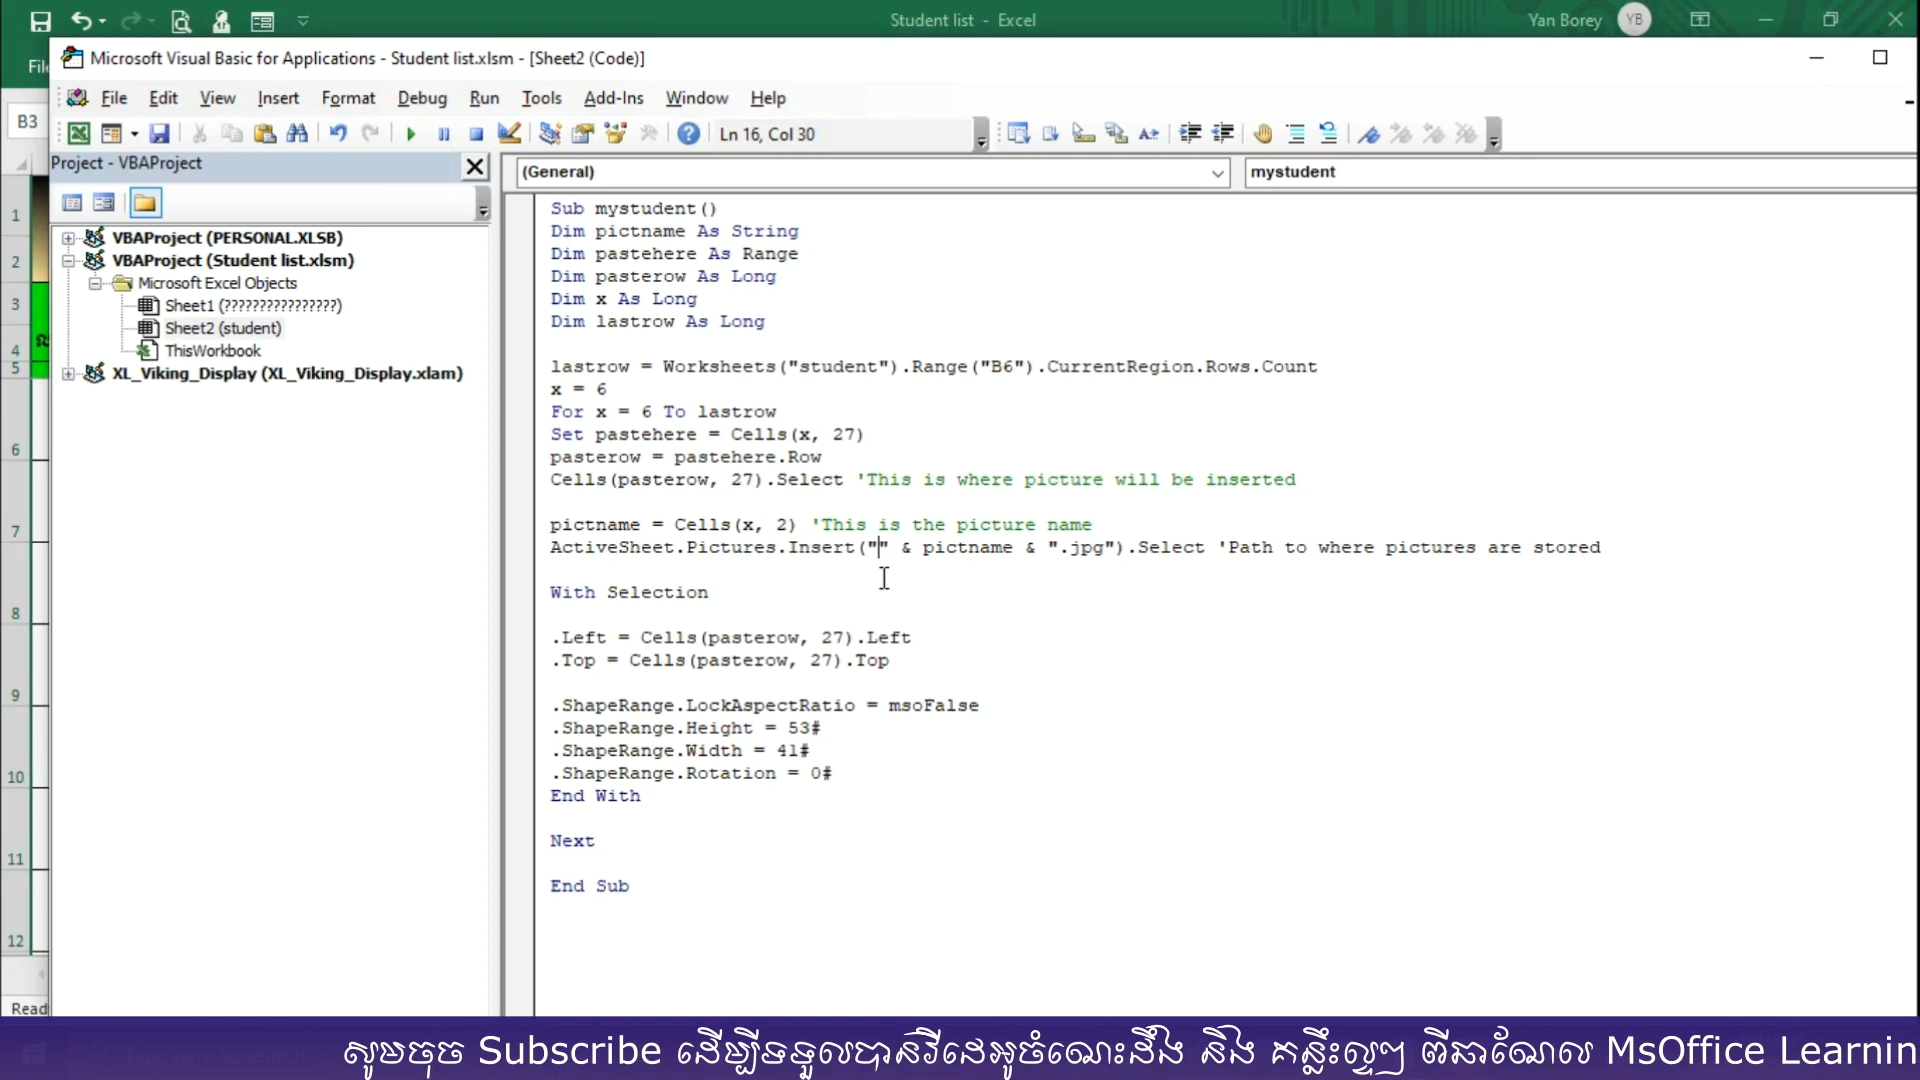 Student list - Excel
Yan Borey
YB
Microsoft Visual Basic for Applications - Student list.xlsm - [Sheet2 (Code)]
File Edit View Insert Format Debug Run Tools Add-Ins Window Help
B3
Ln 16, Col 30
Project - VBAProject
(General)
mystudent
VBAProject (PERSONAL.XLSB)
VBAProject (Student list.xlsm)
Microsoft Excel Objects
Sheet1 (????????????????)
Sheet2 (student)
ThisWorkbook
XL_Viking_Display (XL_Viking_Display.xlam)
1
2
3
4
5
6
7
8
9
10
11
12
Sub mystudent()
Dim pictname As String
Dim pastehere As Range
Dim pasterow As Long
Dim x As Long
Dim lastrow As Long
lastrow = Worksheets("student").Range("B6").CurrentRegion.Rows.Count
x = 6
For x = 6 To lastrow
Set pastehere = Cells(x, 27)
pasterow = pastehere.Row
Cells(pasterow, 27).Select 'This is where picture will be inserted
pictname = Cells(x, 2) 'This is the picture name
ActiveSheet.Pictures.Insert("" & pictname & ".jpg").Select 'Path to where pictures are stored
With Selection
.Left = Cells(pasterow, 27).Left
.Top = Cells(pasterow, 27).Top
.ShapeRange.LockAspectRatio = msoFalse
.ShapeRange.Height = 53#
.ShapeRange.Width = 41#
.ShapeRange.Rotation = 0#
End With
Next
End Sub
សូមចុច Subscribe ដើម្បីទទួលបានវីដេអូចំណេះដឹង និង គន្លឹះល្អៗ ពីឆាណែល MsOffice Learnin